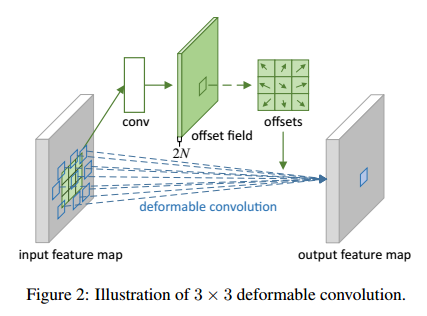 conv
offset field
offsets
2N
deformable convolution
input feature map
output feature map
Figure 2: Illustration of 3 × 3 deformable convolution.